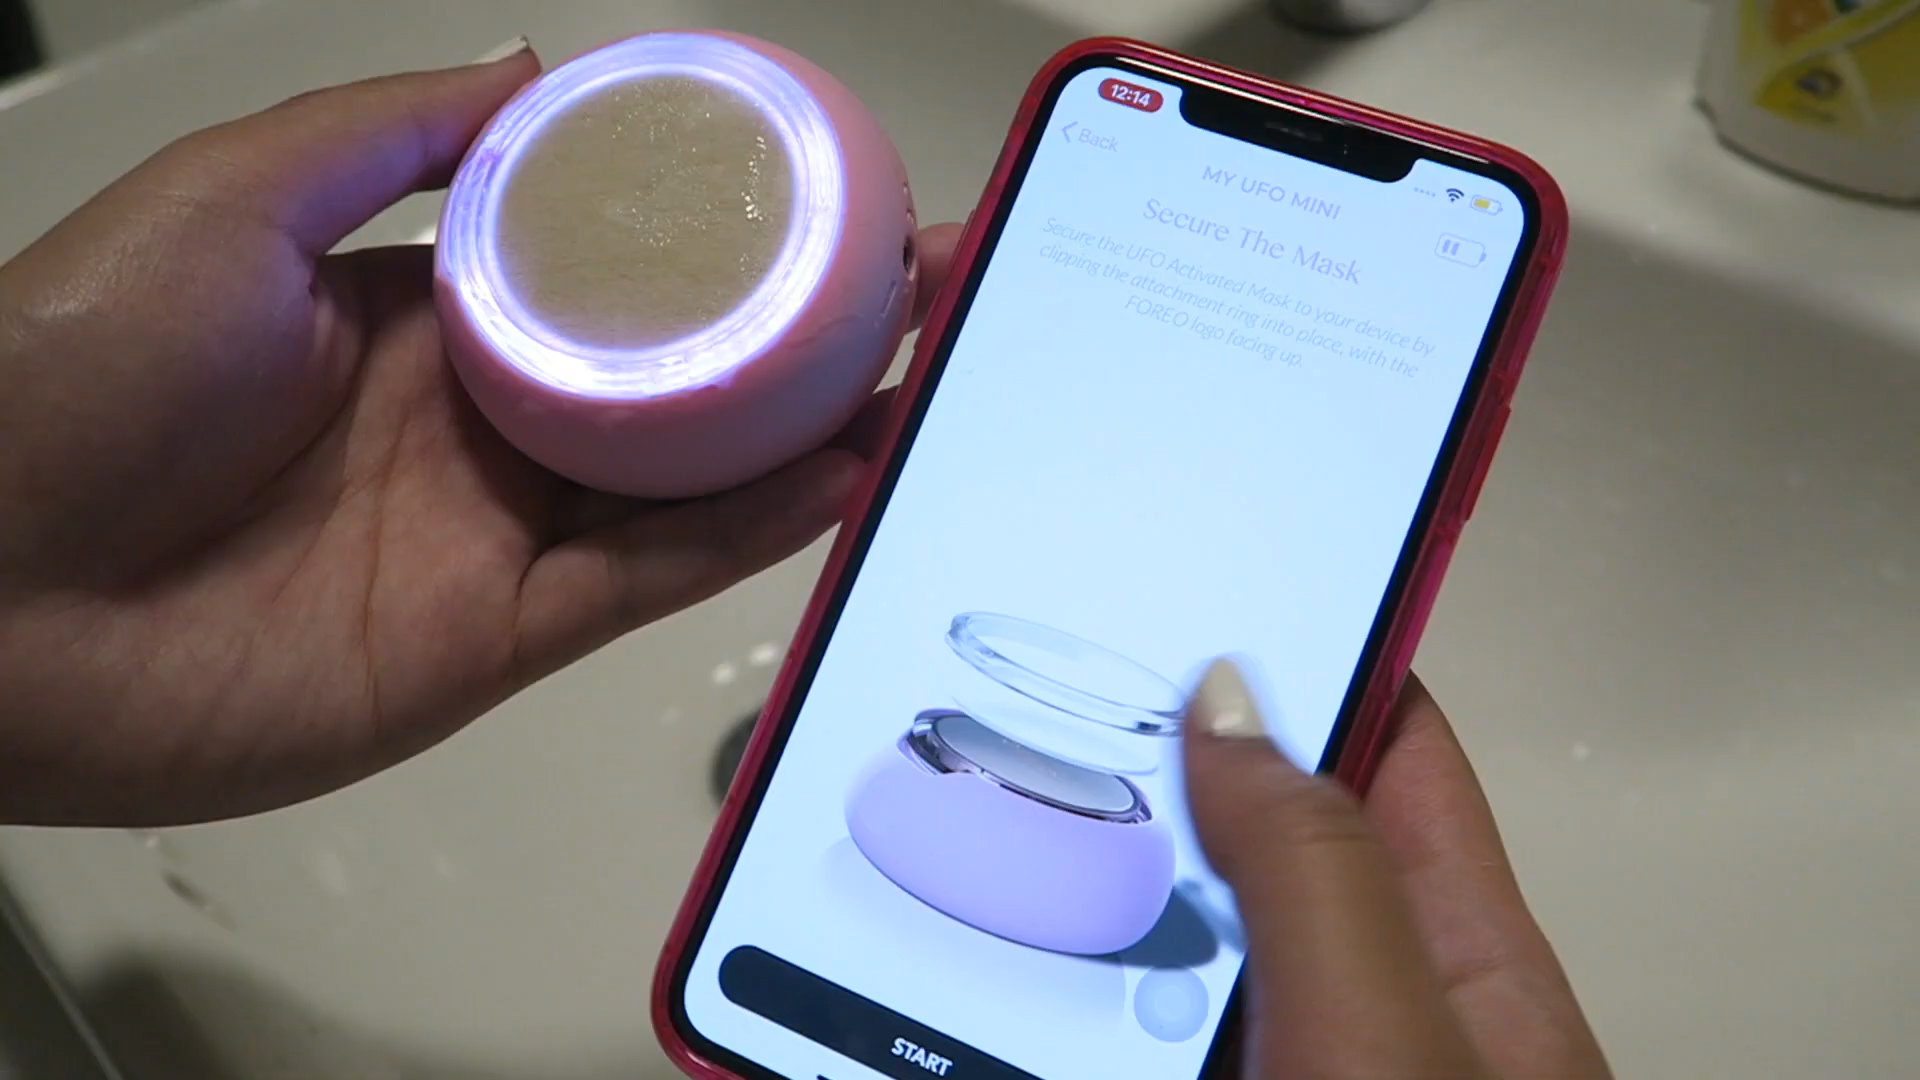 12:14
Back
MY UFO MINI
Secure The Mask
Secure the UFO Activated Mask to your device by
clipping the attachment ring into place, with the
FOREO logo facing up.
START